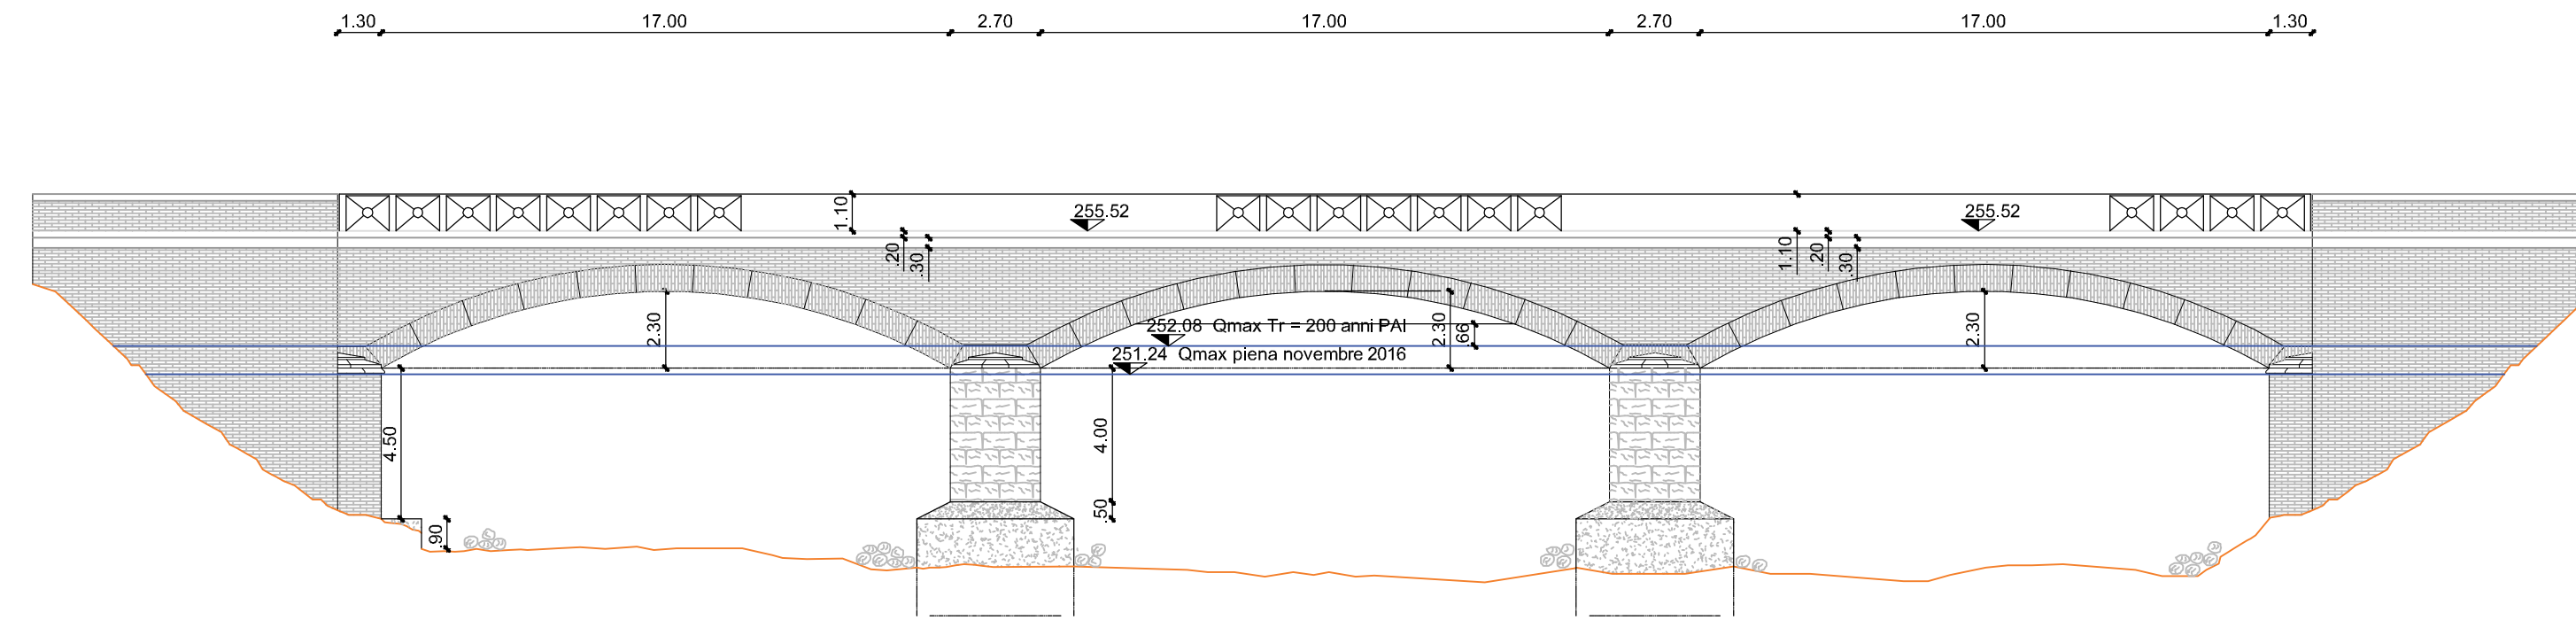 1.30 17.00 2.70 17.00 2.70 17.00 1.30
1.10 255.52 255.52
.20 .30 1.10 .20 .30
2.30 252.08 Qmax Tr = 200 anni PAI 2.30 .66 2.30
251.24 Qmax piena novembre 2016
4.50 4.00
.90 .50